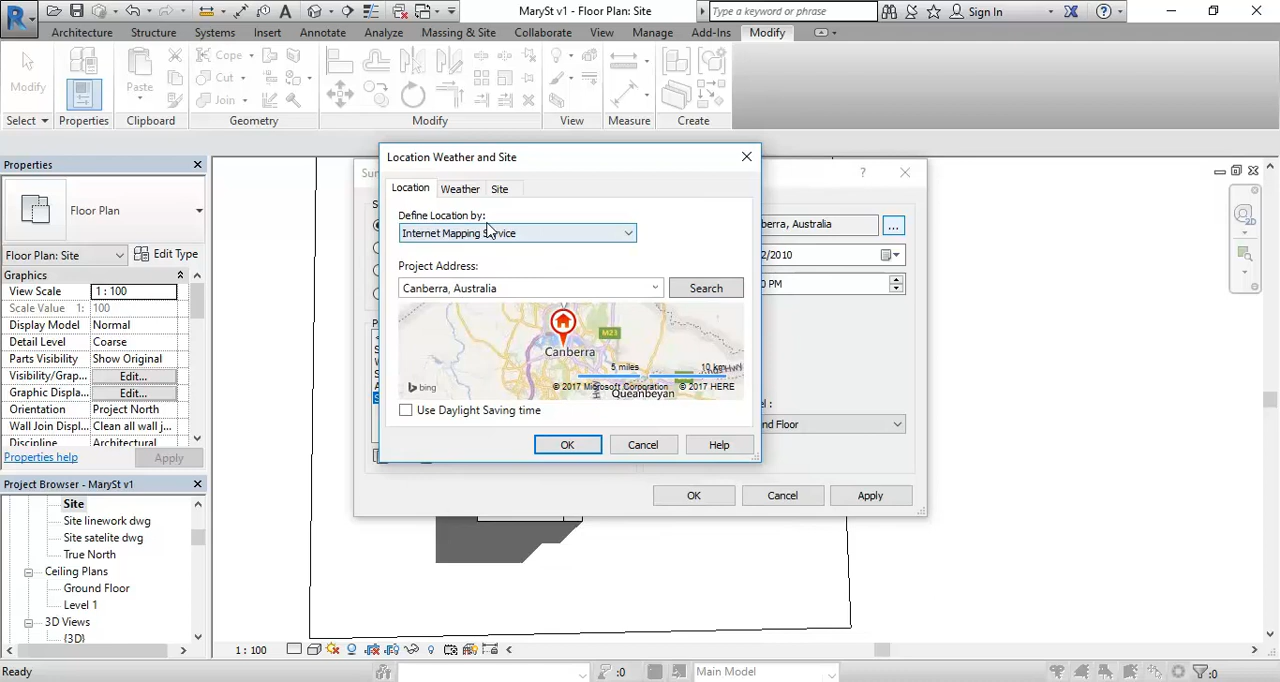 MarySt v1 - Floor Plan: Site
Type a keyword or phrase
Sign In
Architecture Structure Systems Insert Annotate Analyze Massing & Site Collaborate View Manage Add-Ins Modify
Modify
Paste
Cope
Cut
Join
Select Properties Clipboard Geometry Modify View Measure Create
Properties
Floor Plan
Floor Plan: Site Edit Type
Graphics
View Scale 1 : 100
Scale Value 1: 100
Display Model Normal
Detail Level Coarse
Parts Visibility Show Original
Visibility/Grap... Edit...
Graphic Displa... Edit...
Orientation Project North
Wall Join Displ... Clean all wall j...
Discipline Architectural
Properties help Apply
Project Browser - MarySt v1
Site
Site linework dwg
Site satelite dwg
True North
Ceiling Plans
Ground Floor
Level 1
3D Views
{3D}
Location Weather and Site
Location Weather Site
Define Location by:
Internet Mapping Service
Project Address:
Canberra, Australia Search
M23
Canberra
5 miles 10 km
bing © 2017 Microsoft Corporation © 2017 HERE
Queanbeyan
Use Daylight Saving time
OK Cancel Help
berra, Australia ...
2/2010
PM
nd Floor
OK Cancel Apply
1 : 100
Ready :0 Main Model :0